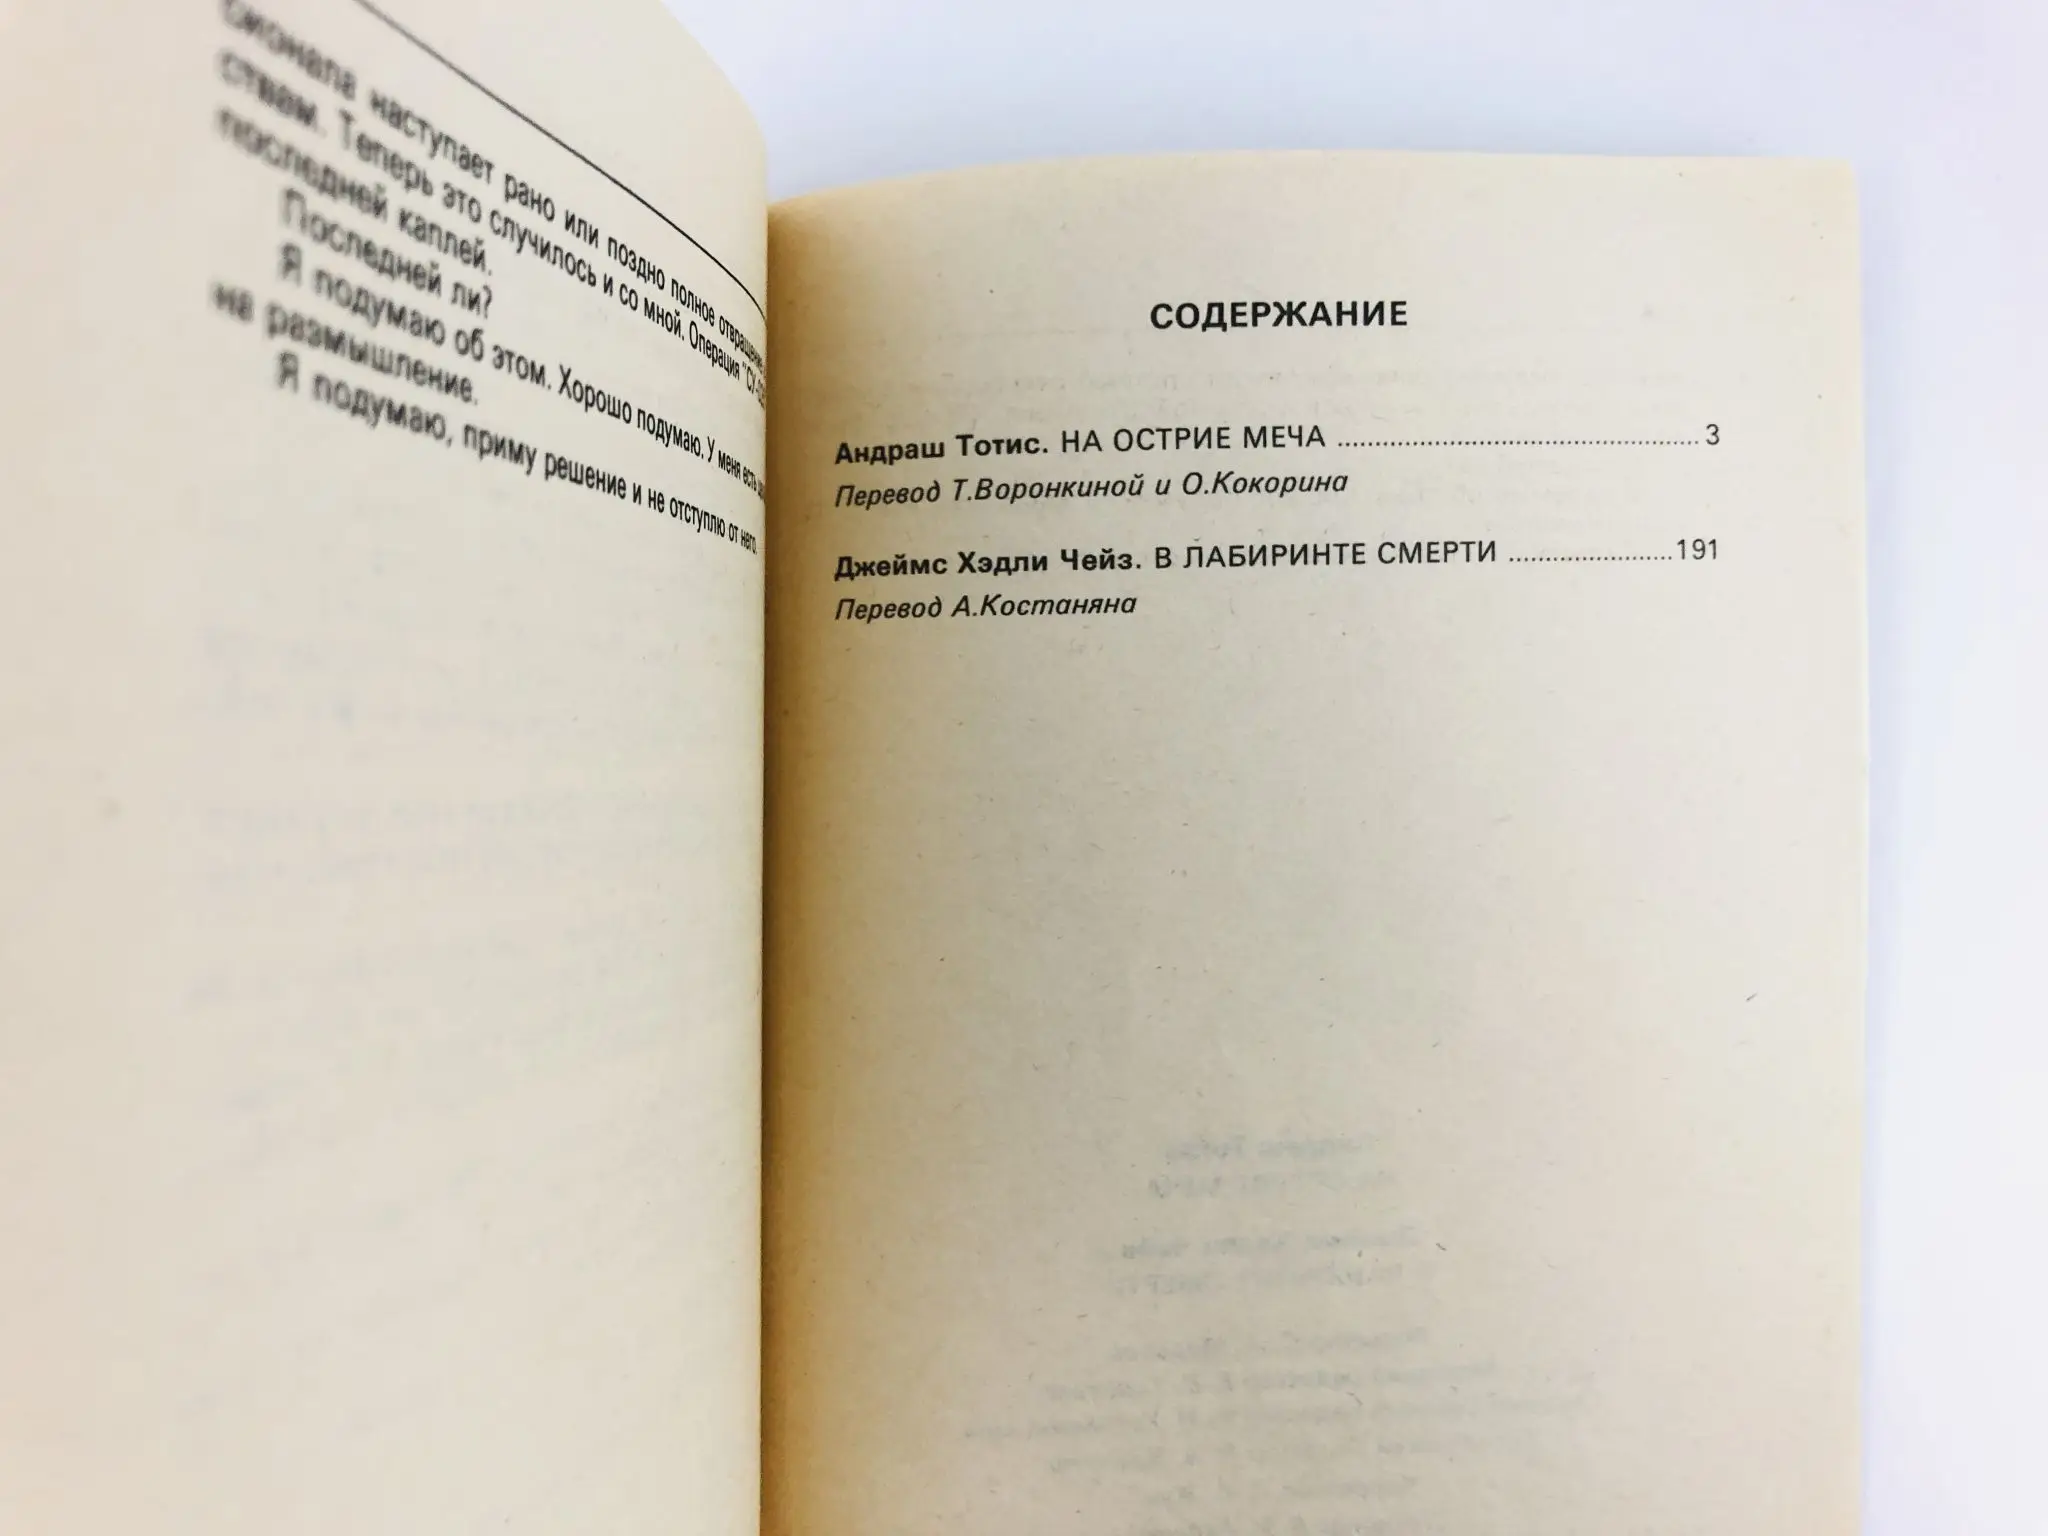 сионала наступает рано или поздно полное отвращение
ствам. Теперь это случилось и со мной. Операция
последней каплей.
Последней ли?
Я подумаю об этом. Хорошо подумаю. У меня есть
на размышление.
Я подумаю, приму решение и не отступлю от него.
СОДЕРЖАНИЕ
Андраш Тотис. НА ОСТРИЕ МЕЧА ................................................ 3
Перевод Т.Воронкиной и О.Кокорина
Джеймс Хэдли Чейз. В ЛАБИРИНТЕ СМЕРТИ ......................191
Перевод А.Костаняна